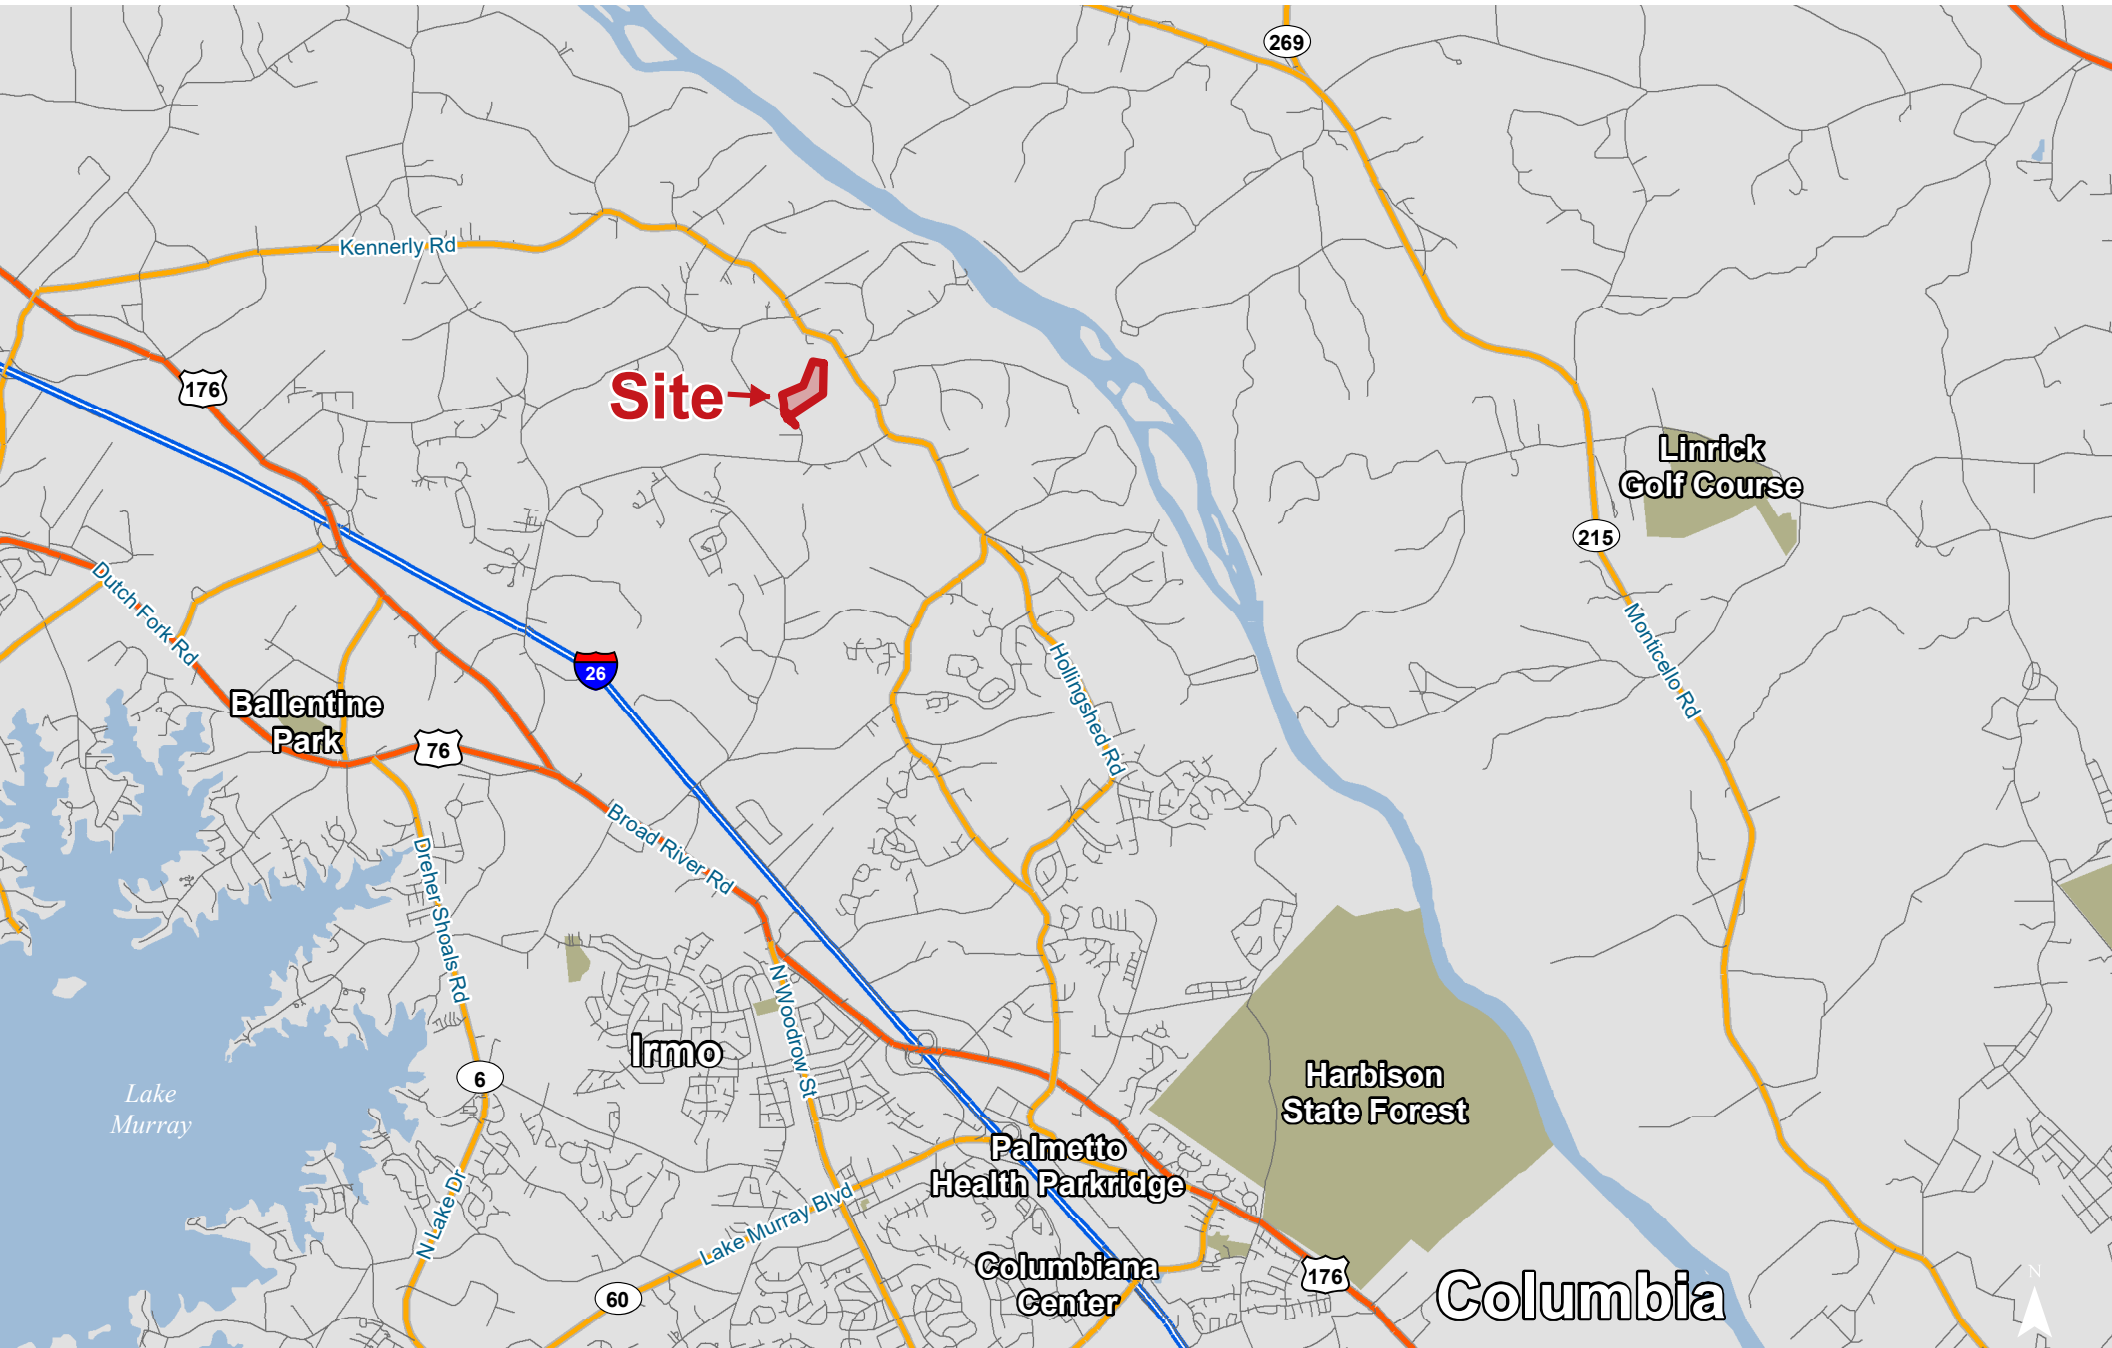 269
Kennerly Rd
176
Site
Linrick
Golf Course
215
Dutch Fork Rd
Monticello Rd
26
Hollingshed Rd
Ballentine
Park
76
Broad River Rd
Dreher Shoals Rd
N Woodrow St
Irmo
Harbison
State Forest
6
Lake
Murray
Palmetto
Health Parkridge
N Lake Dr
Lake Murray Blvd
Columbiana
Center
176
Columbia
60
N